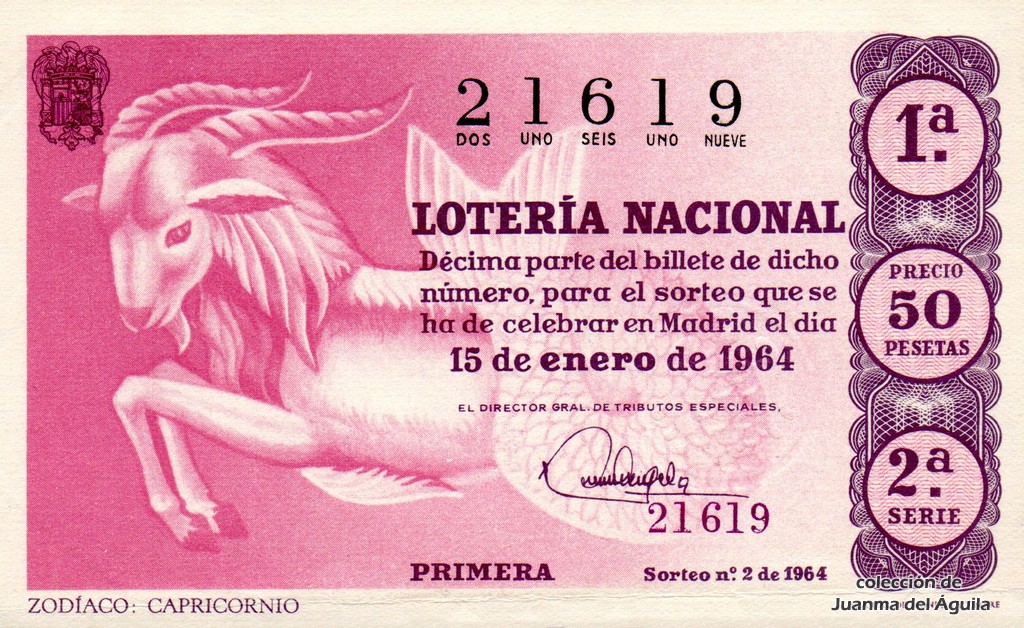 21619
DOS UNO SEIS UNO NUEVE
LOTERÍA NACIONAL
Décima parte del billete de dicho
número, para el sorteo que se
ha de celebrar en Madrid el día
15 de enero de 1964
EL DIRECTOR GRAL. DE TRIBUTOS ESPECIALES,
21619
PRIMERA
Sorteo nº. 2 de 1964
1.ª
PRECIO
50
PESETAS
2.ª
SERIE
ZODÍACO: CAPRICORNIO
colección de
Juanma del Águila